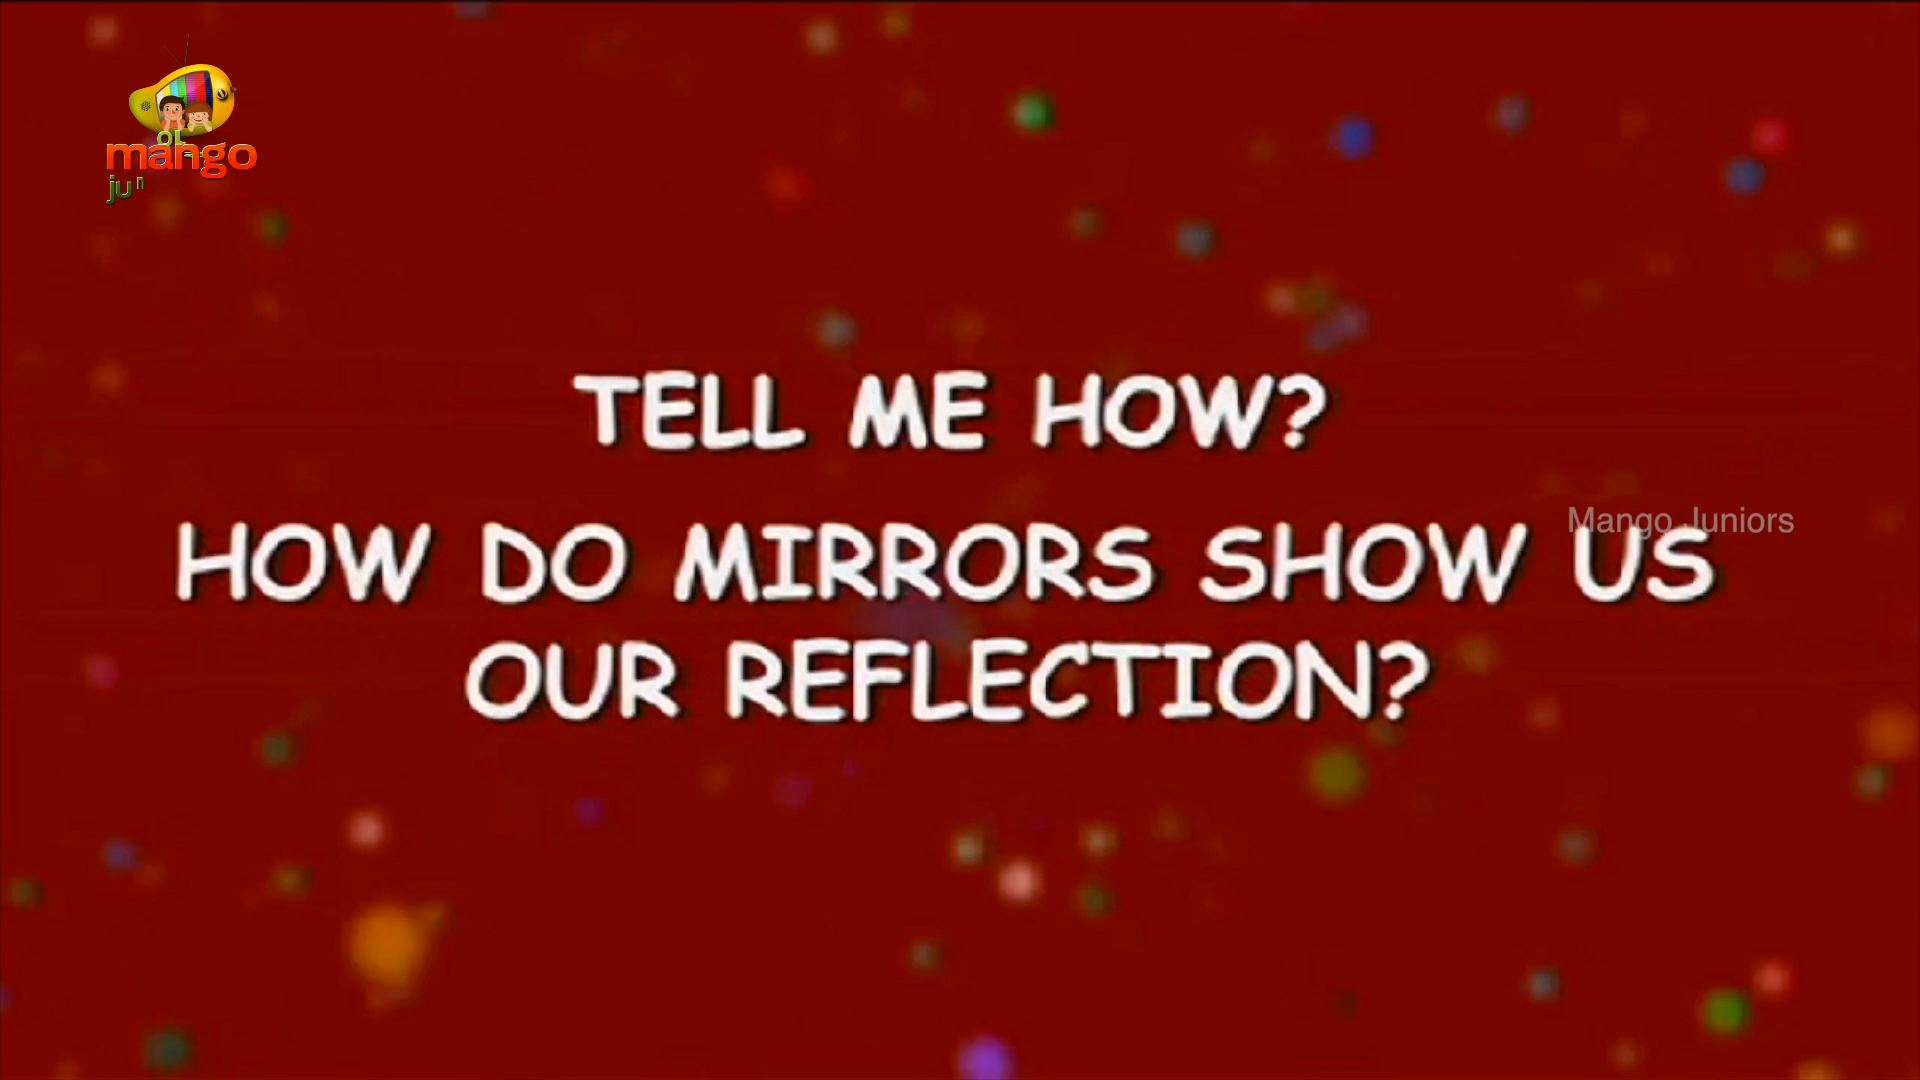 mango
TELL ME HOW?
Mango Juniors
HOW DO MIRRORS SHOW US
OUR REFLECTION?